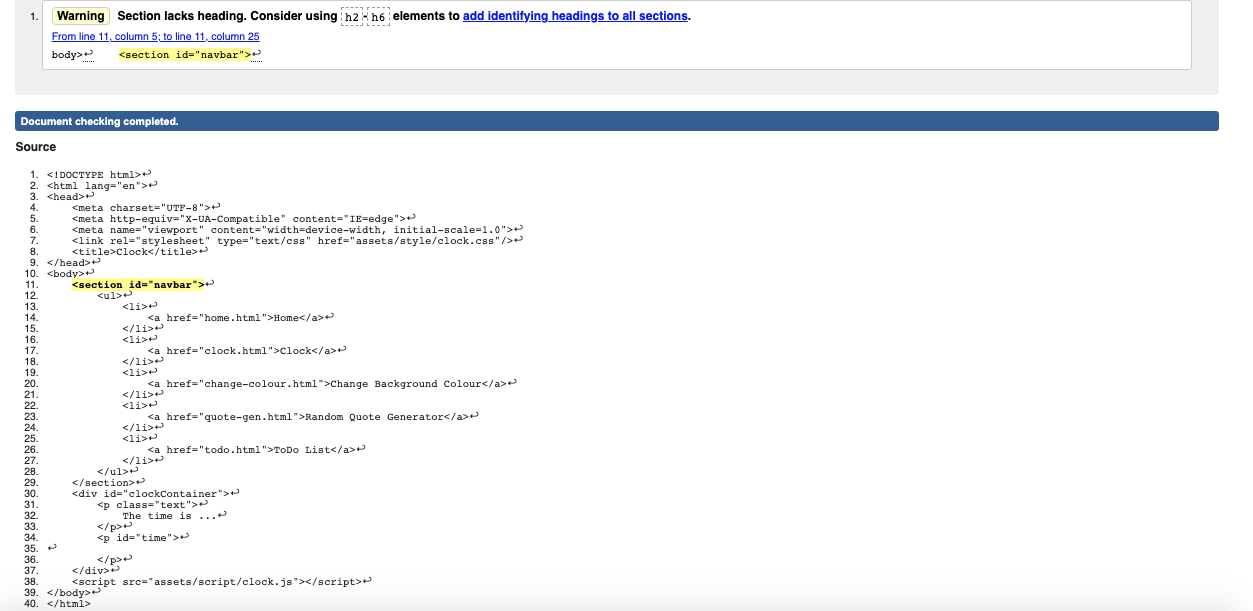 1. Warning Section lacks heading. Consider using h2-h6 elements to add identifying headings to all sections.
From line 11, column 5; to line 11, column 25
body>↩ <section id="navbar">↩
Document checking completed.
Source
1. <!DOCTYPE html>↩
2. <html lang="en">↩
3. <head>↩
4. <meta charset="UTF-8">↩
5. <meta http-equiv="X-UA-Compatible" content="IE=edge">↩
6. <meta name="viewport" content="width=device-width, initial-scale=1.0">↩
7. <link rel="stylesheet" type="text/css" href="assets/style/clock.css"/>↩
8. <title>Clock</title>↩
9. </head>↩
10. <body>↩
11. <section id="navbar">↩
12. <ul>↩
13. <li>↩
14. <a href="home.html">Home</a>↩
15. </li>↩
16. <li>↩
17. <a href="clock.html">Clock</a>↩
18. </li>↩
19. <li>↩
20. <a href="change-colour.html">Change Background Colour</a>↩
21. </li>↩
22. <li>↩
23. <a href="quote-gen.html">Random Quote Generator</a>↩
24. </li>↩
25. <li>↩
26. <a href="todo.html">ToDo List</a>↩
27. </li>↩
28. </ul>↩
29. </section>↩
30. <div id="clockContainer">↩
31. <p class="text">↩
32. The time is ...↩
33. </p>↩
34. <p id="time">↩
35. ↩
36. </p>↩
37. </div>↩
38. <script src="assets/script/clock.js"></script>↩
39. </body>↩
40. </html>